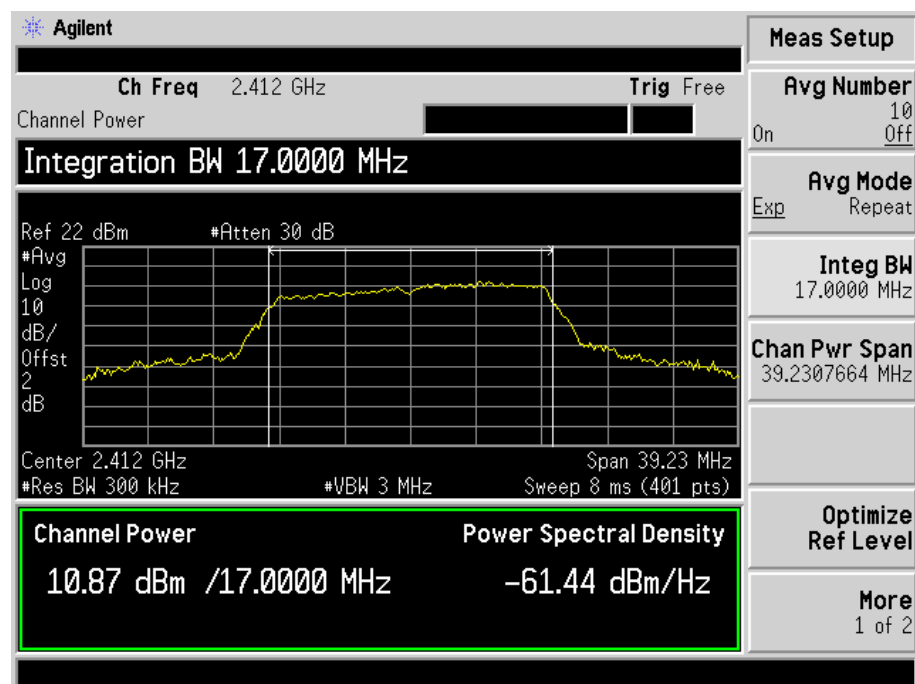 Agilent
Ch Freq 2.412 GHz Trig Free
Channel Power
Integration BW 17.0000 MHz
Ref 22 dBm #Atten 30 dB
#Avg
Log
10
dB/
Offst
2
dB
Center 2.412 GHz Span 39.23 MHz
#Res BW 300 kHz #VBW 3 MHz Sweep 8 ms (401 pts)
Channel Power Power Spectral Density
10.87 dBm /17.0000 MHz -61.44 dBm/Hz
Meas Setup
Avg Number
10
On Off
Avg Mode
Exp Repeat
Integ BW
17.0000 MHz
Chan Pwr Span
39.2307664 MHz
Optimize
Ref Level
More
1 of 2